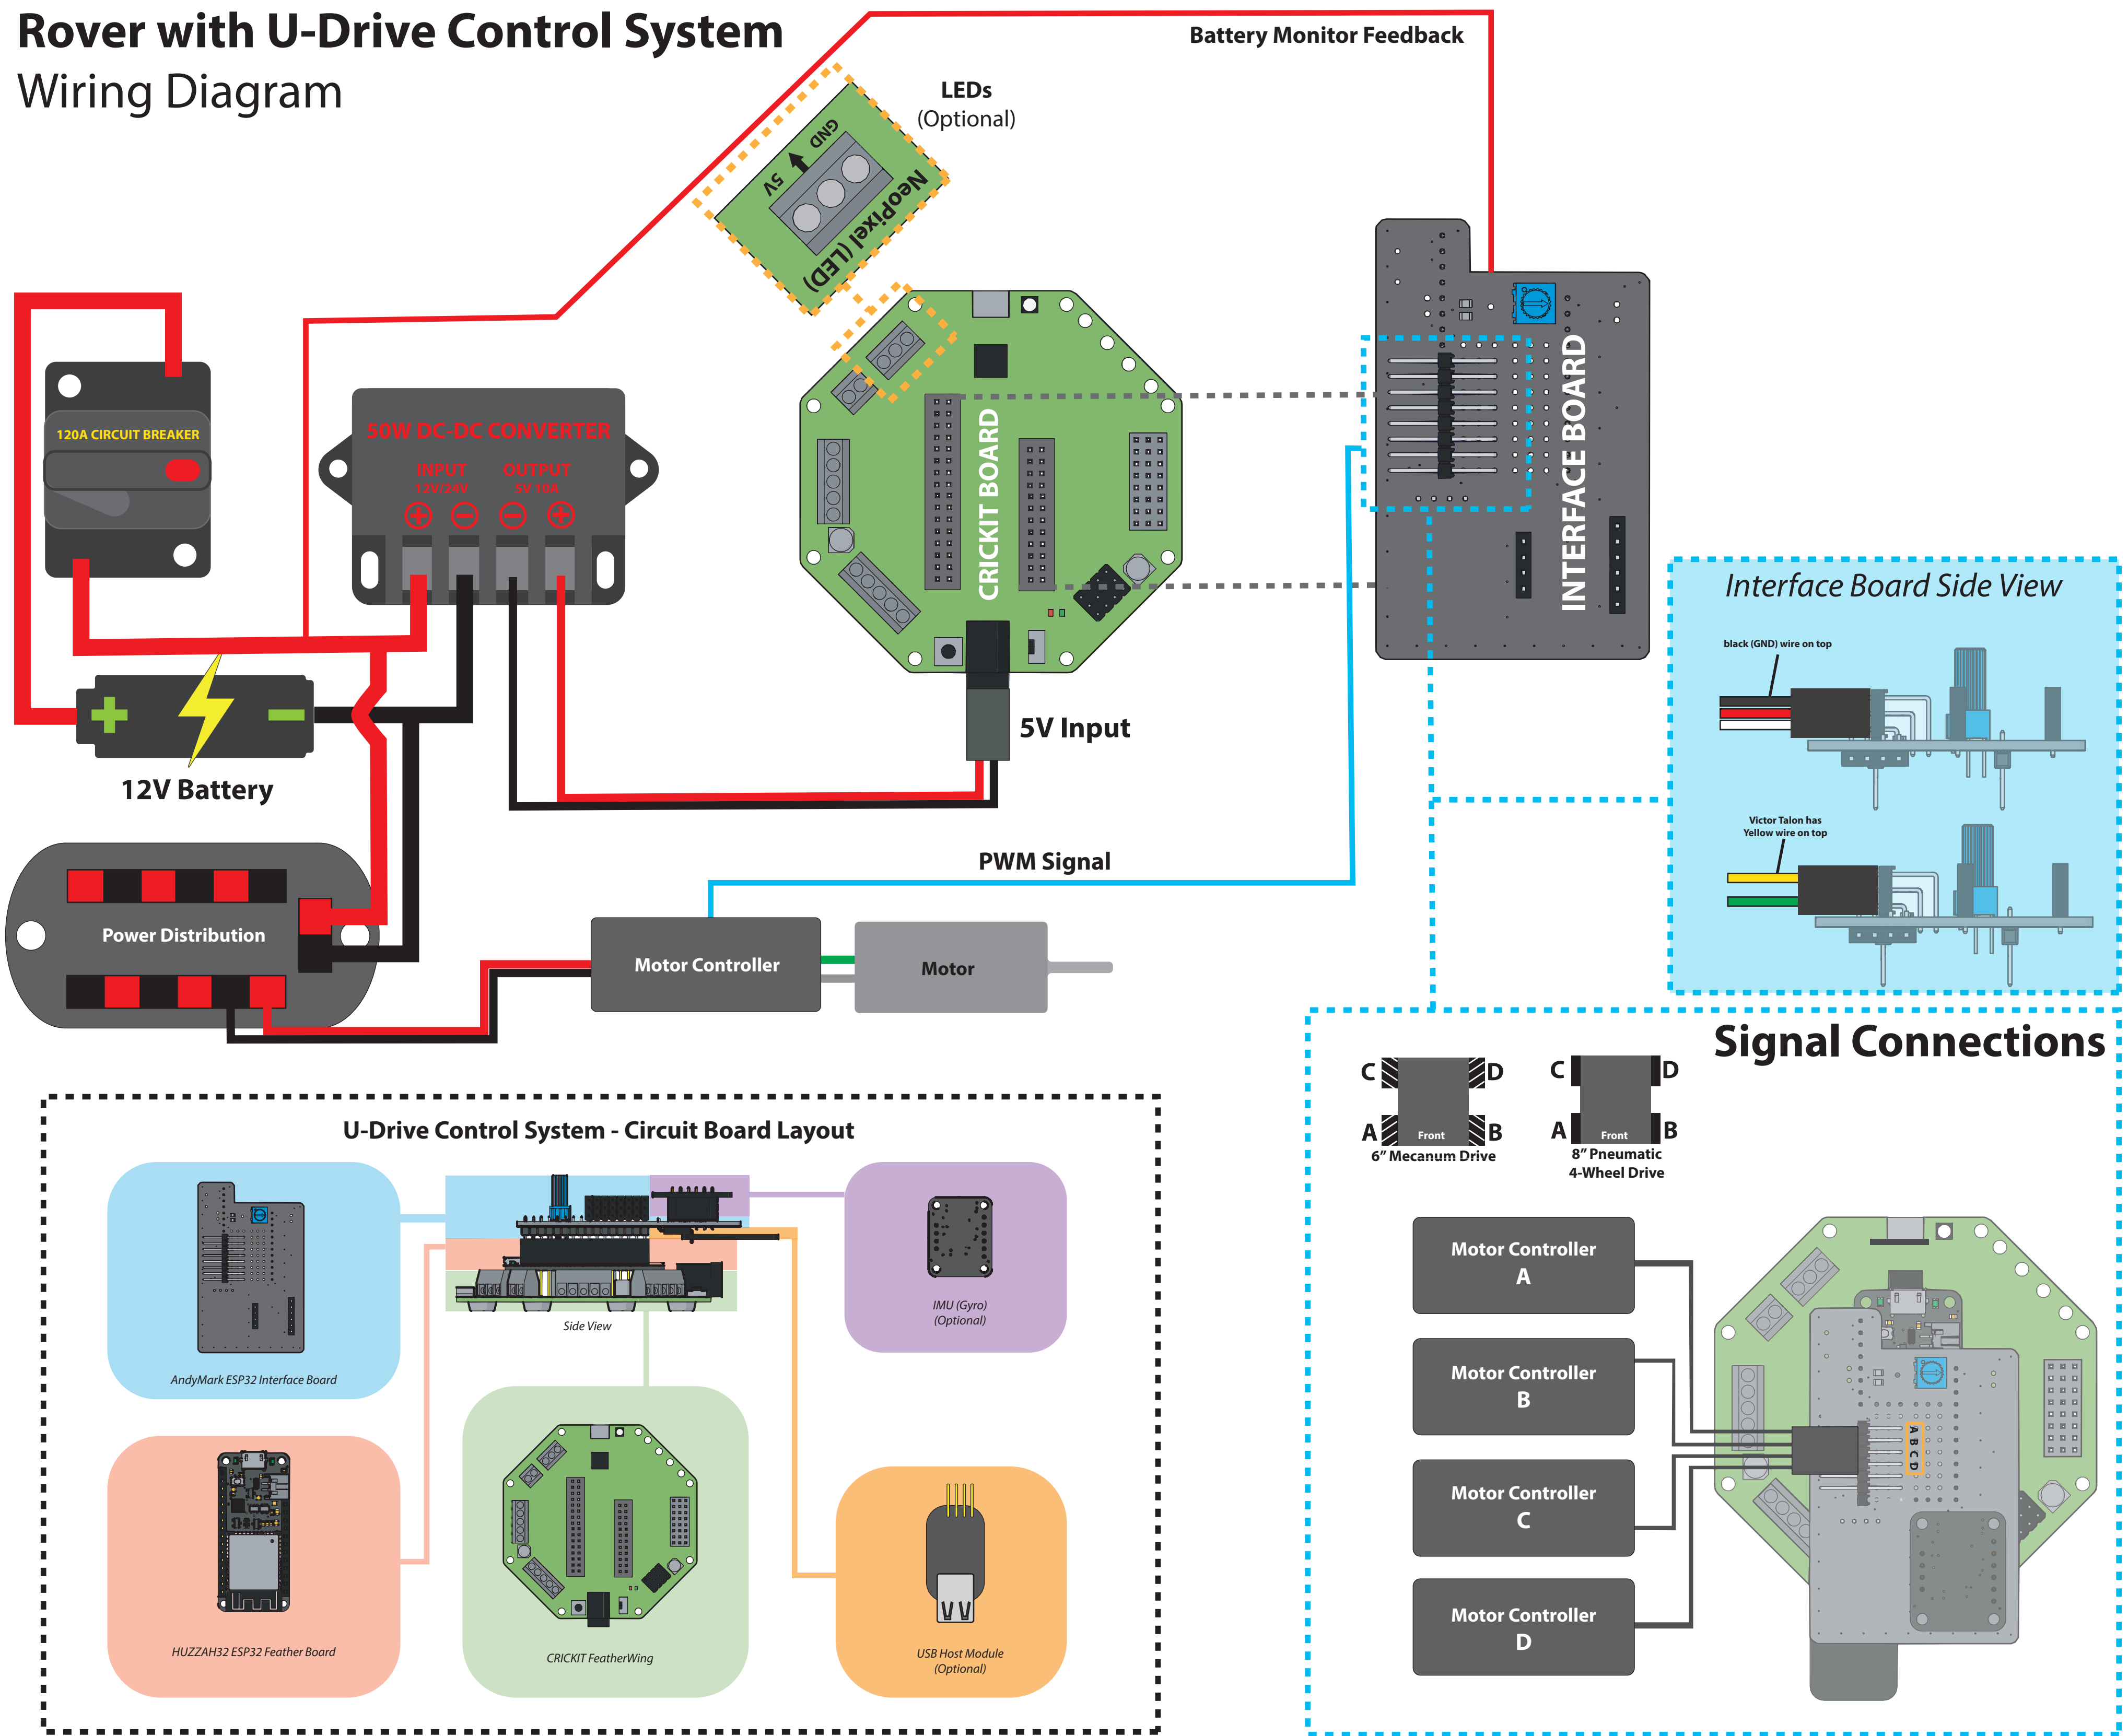 Rover with U-Drive Control System
Wiring Diagram
Battery Monitor Feedback
LEDs
(Optional)
GND
5V
NeoPixel (LED)
120A CIRCUIT BREAKER
50W DC-DC CONVERTER
INPUT
12V/24V
OUTPUT
5V 10A
CRICKIT BOARD
INTERFACE BOARD
5V Input
12V Battery
Interface Board Side View
black (GND) wire on top
Victor Talon has
Yellow wire on top
PWM Signal
Power Distribution
Motor Controller
Motor
Signal Connections
C
D
A
B
Front
6” Mecanum Drive
C
D
A
B
Front
8” Pneumatic
4-Wheel Drive
Motor Controller
A
Motor Controller
B
Motor Controller
C
Motor Controller
D
A B C D
U-Drive Control System - Circuit Board Layout
AndyMark ESP32 Interface Board
Side View
IMU (Gyro)
(Optional)
HUZZAH32 ESP32 Feather Board
CRICKIT FeatherWing
USB Host Module
(Optional)